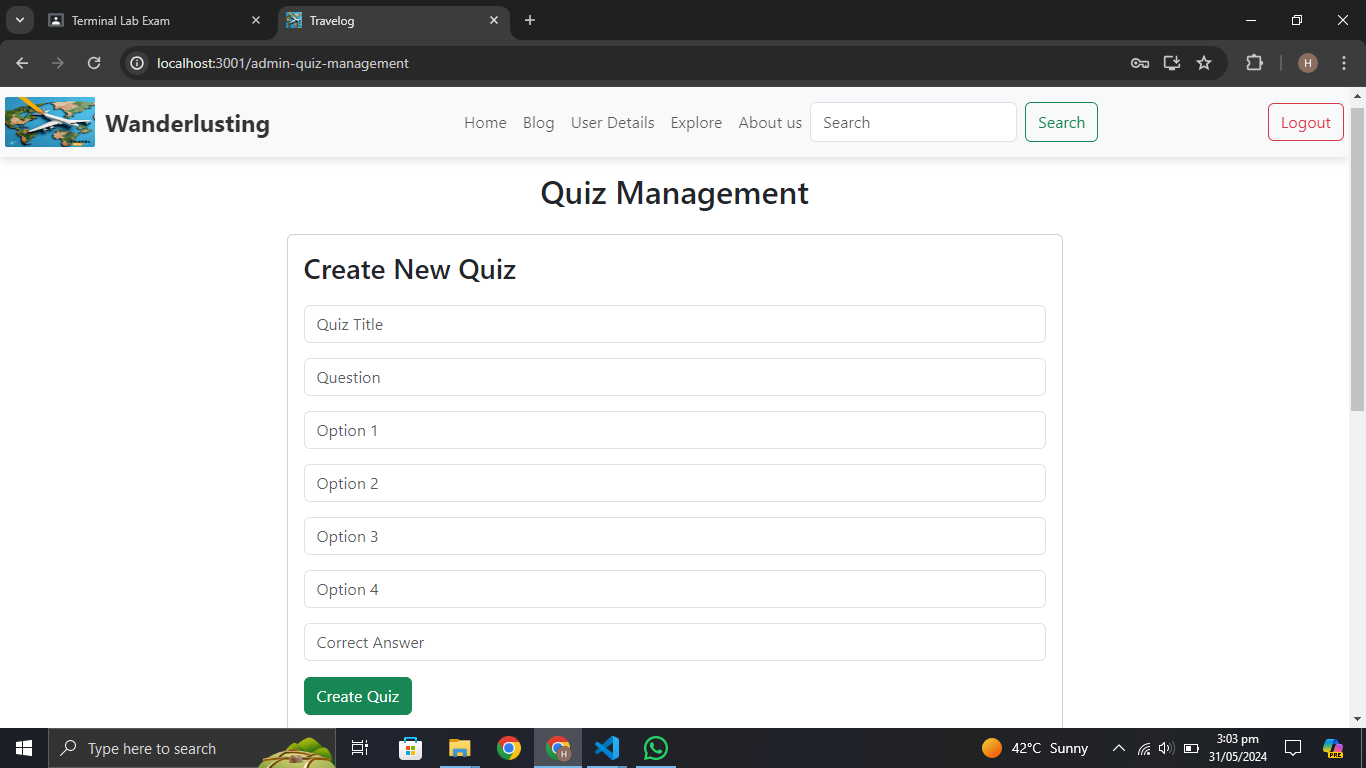 Terminal Lab Exam
Travelog
localhost:3001/admin-quiz-management
H
Wanderlusting
Home Blog User Details Explore About us Search Search Logout
Quiz Management
Create New Quiz
Quiz Title
Question
Option 1
Option 2
Option 3
Option 4
Correct Answer
Create Quiz
Type here to search
H
42°C Sunny
3:03 pm
31/05/2024
PRE